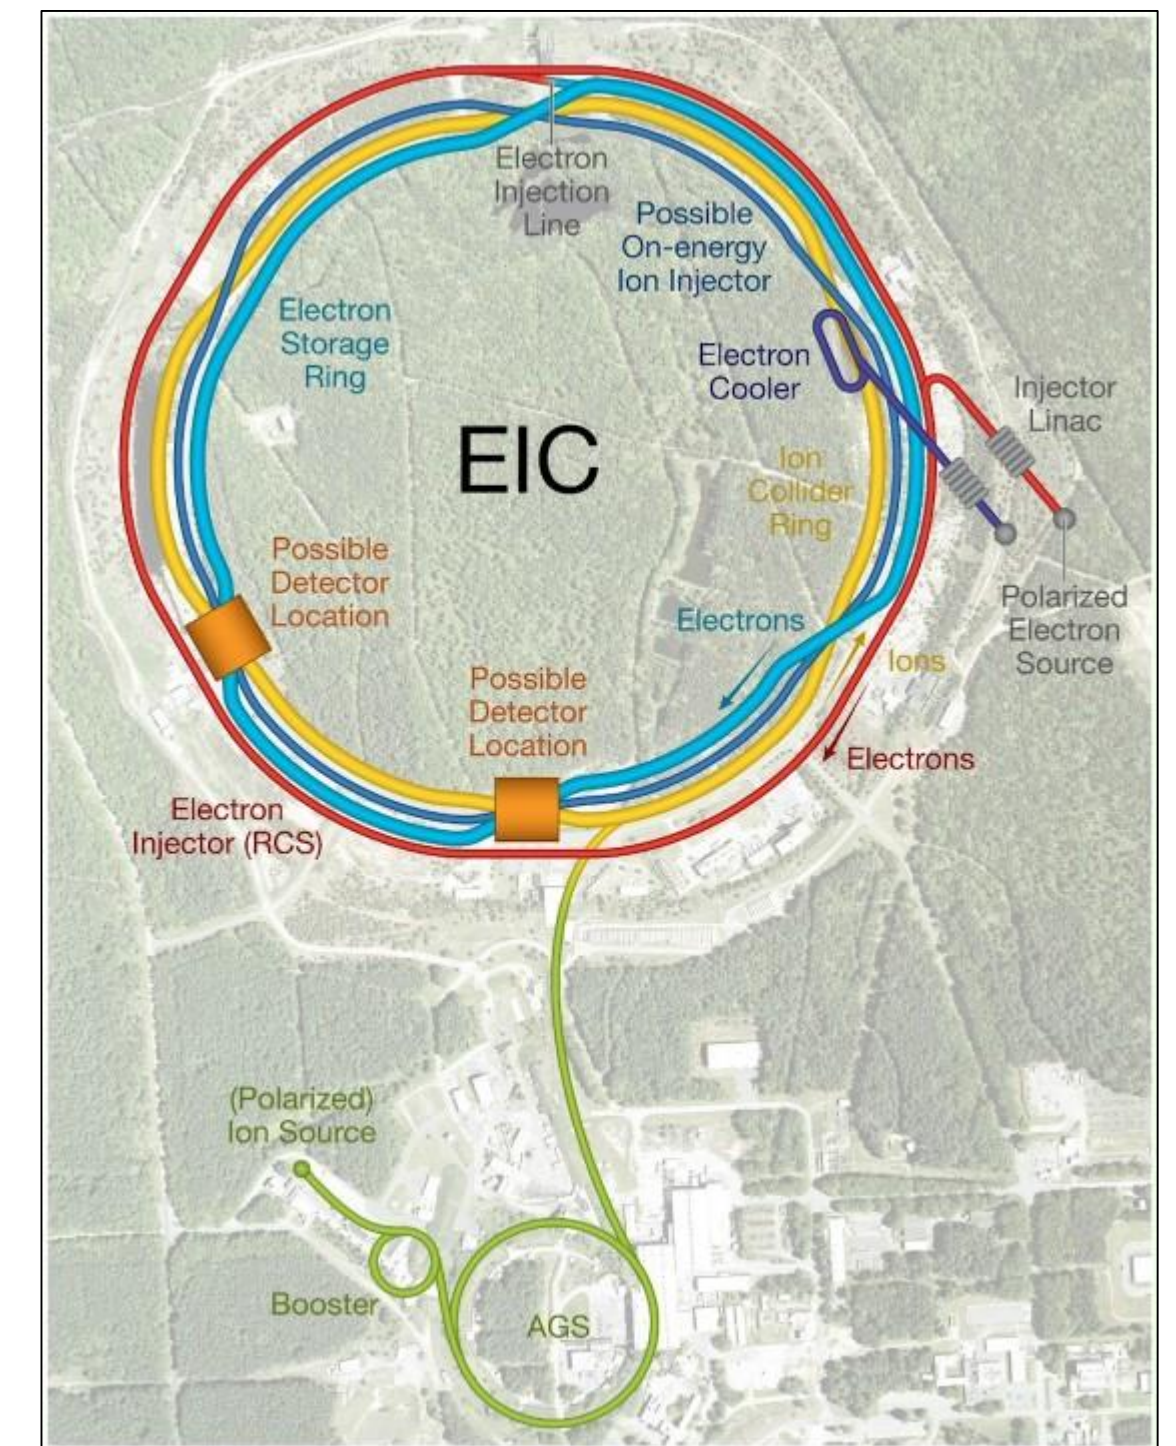 Electron
Injection
Line
Possible
On-energy
Ion Injector
Electron
Storage
Ring
Electron
Cooler
Injector
Linac
EIC
Ion
Collider
Ring
Possible
Detector
Location
Electrons
Polarized
Electron
Source
Ions
Possible
Detector
Location
Electrons
Electron
Injector (RCS)
(Polarized)
Ion Source
Booster
AGS